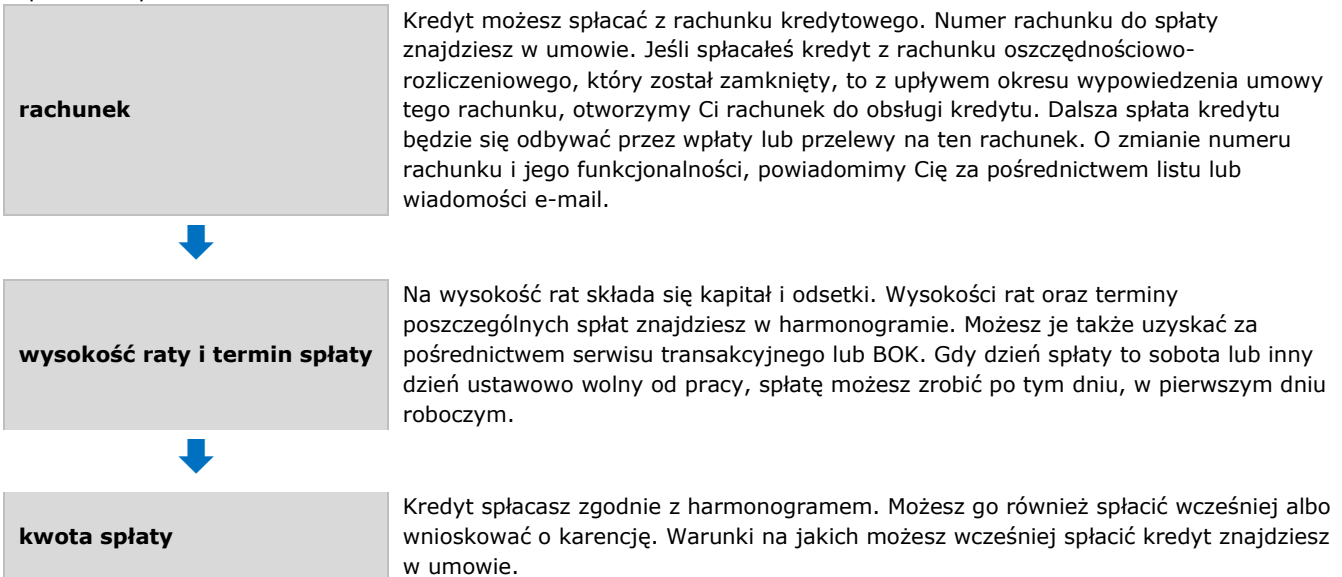 Kredyt możesz spłacać z rachunku kredytowego. Numer rachunku do spłaty
znajdziesz w umowie. Jeśli spłacałeś kredyt z rachunku oszczędnościowo-
rozliczeniowego, który został zamknięty, to z upływem okresu wypowiedzenia umowy
rachunek
tego rachunku, otworzymy Ci rachunek do obsługi kredytu. Dalsza spłata kredytu
będzie się odbywać przez wpłaty lub przelewy na ten rachunek. O zmianie numeru
rachunku i jego funkcjonalności, powiadomimy Cię za pośrednictwem listu lub
wiadomości e-mail.
Na wysokość rat składa się kapitał i odsetki. Wysokości rat oraz terminy
poszczególnych spłat znajdziesz w harmonogramie. Możesz je także uzyskać za
wysokość raty i termin spłaty
pośrednictwem serwisu transakcyjnego lub BOK. Gdy dzień spłaty to sobota lub inny
dzień ustawowo wolny od pracy, spłatę możesz zrobić po tym dniu, w pierwszym dniu
roboczym.
Kredyt spłacasz zgodnie z harmonogramem. Możesz go również spłacić wcześniej albo
kwota spłaty
wnioskować o karencję. Warunki na jakich możesz wcześniej spłacić kredyt znajdziesz
w umowie.